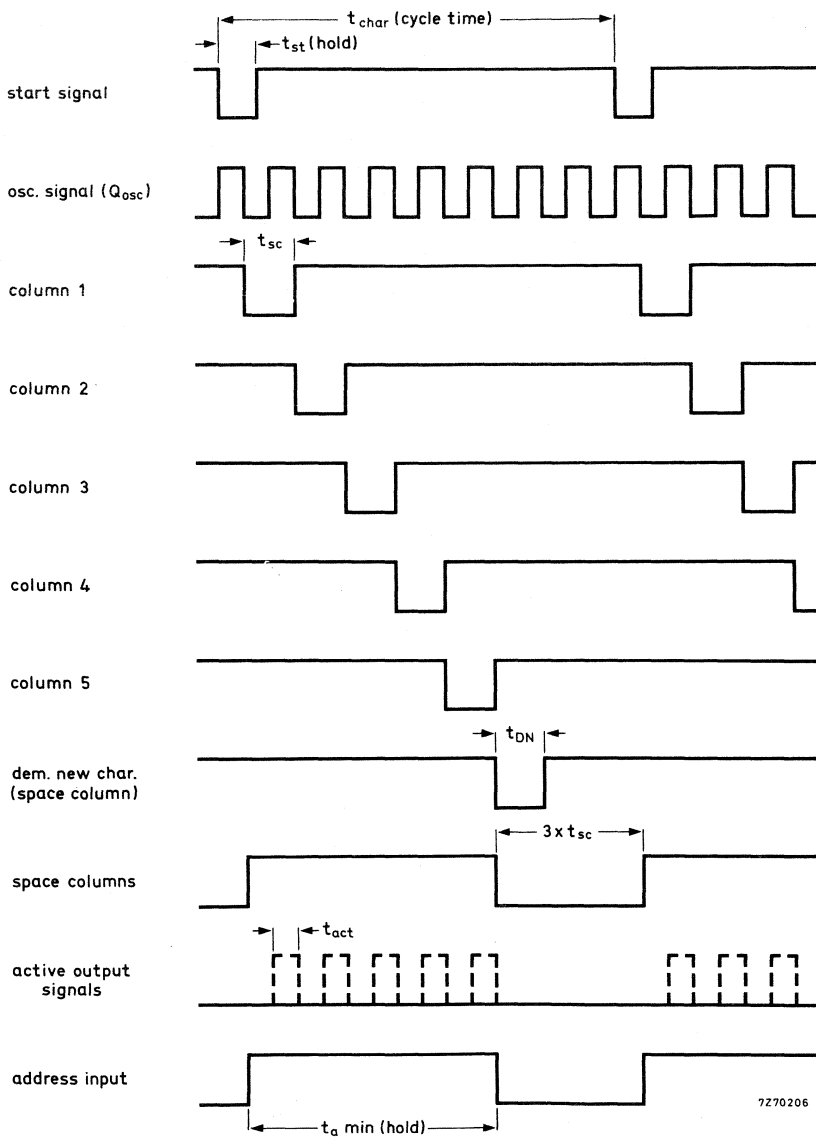 t_char (cycle time)
t_st (hold)
start signal
osc. signal (Q_osc)
t_sc
column 1
column 2
column 3
column 4
column 5
t_DN
dem. new char.
(space column)
3 x t_sc
space columns
t_act
active output
signals
address input
7Z70206
t_a min (hold)